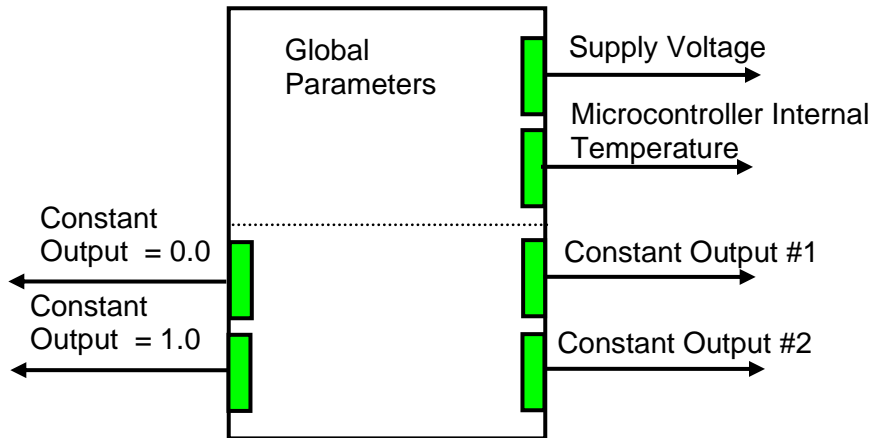 Global
Parameters
Supply Voltage
Microcontroller Internal
Temperature
Constant
Output = 0.0
Constant
Output = 1.0
Constant Output #1
Constant Output #2